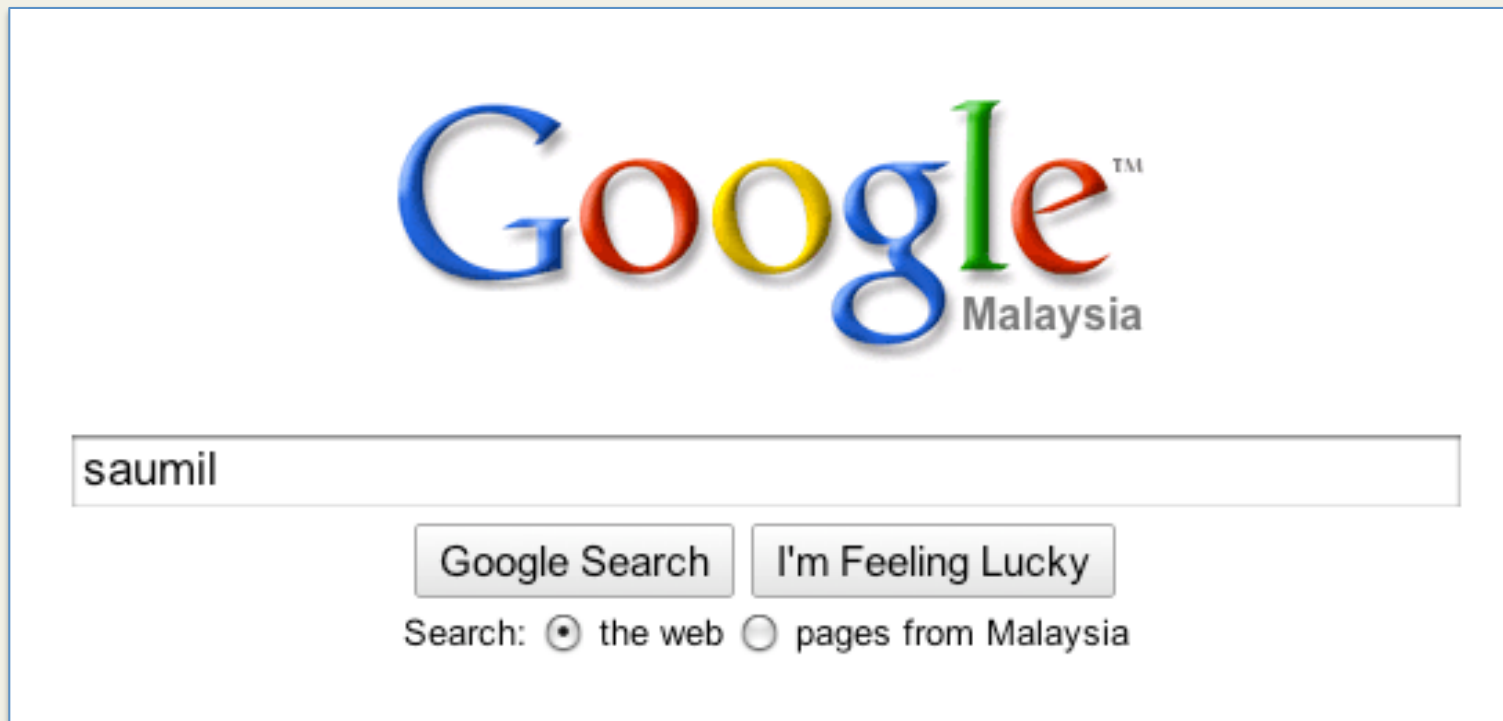 Google™
Malaysia
saumil
Google Search I'm Feeling Lucky
Search: the web pages from Malaysia